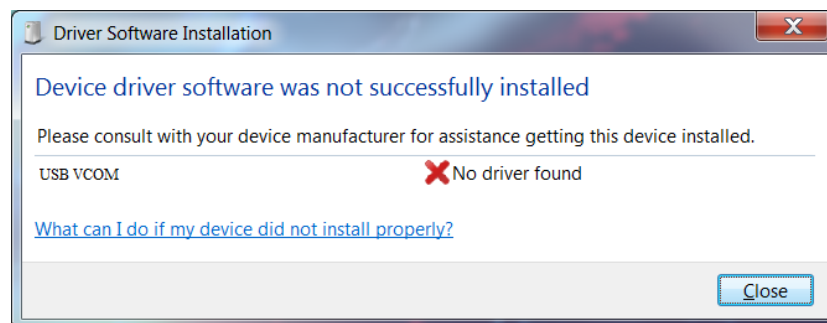 Driver Software Installation
Device driver software was not successfully installed
Please consult with your device manufacturer for assistance getting this device installed.
USB VCOM No driver found
What can I do if my device did not install properly?
Close